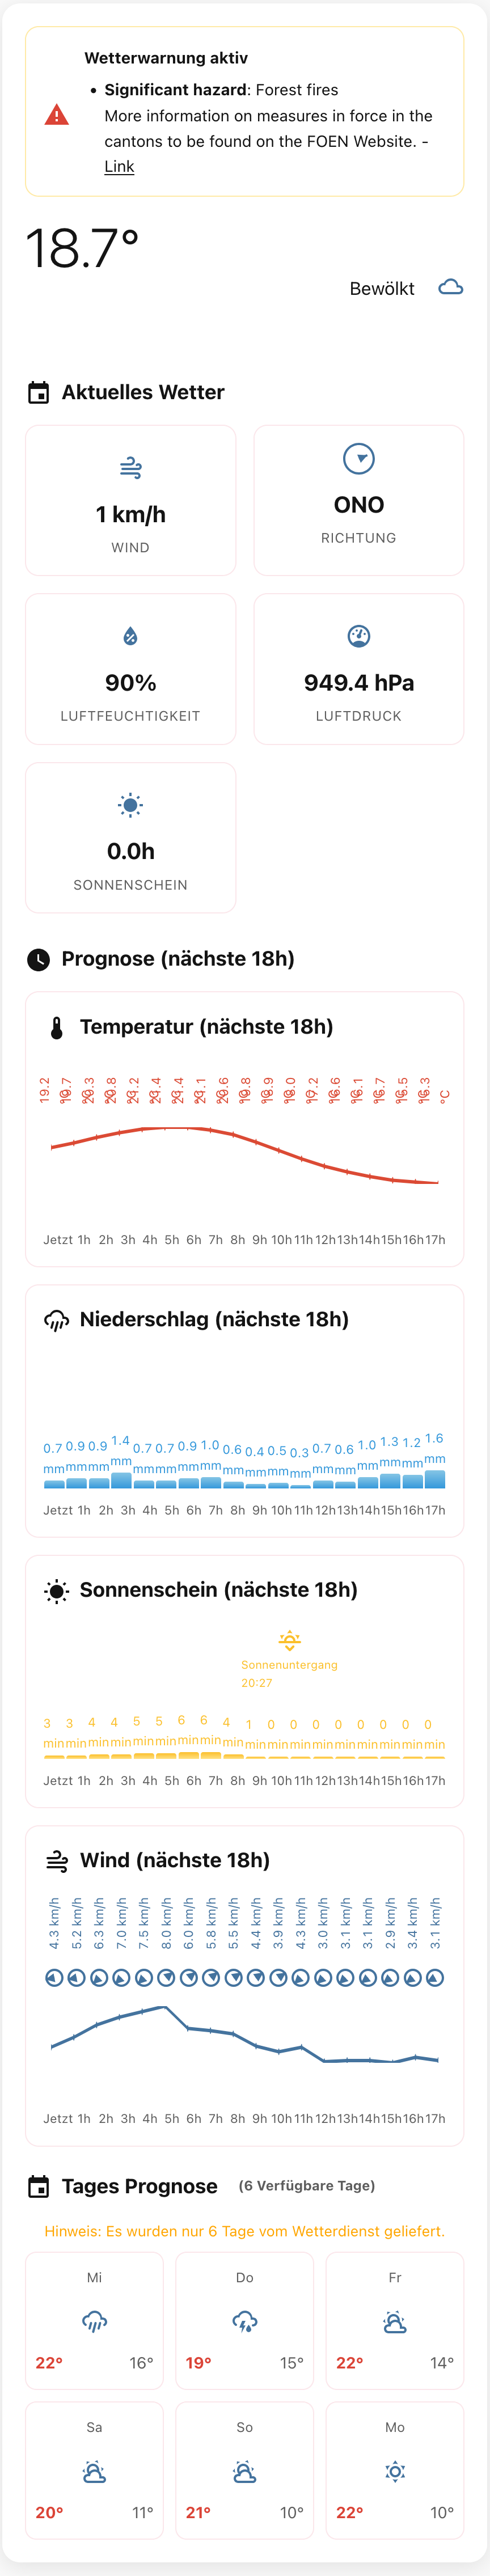 Wetterwarnung aktiv
• Significant hazard: Forest fires
More information on measures in force in the
cantons to be found on the FOEN Website. -
Link
18.7°
Bewölkt
Aktuelles Wetter
1 km/h
WIND
ONO
RICHTUNG
90%
LUFTFEUCHTIGKEIT
949.4 hPa
LUFTDRUCK
0.0h
SONNENSCHEIN
Prognose (nächste 18h)
Temperatur (nächste 18h)
19.2
°C
Jetzt 1h 2h 3h 4h 5h 6h 7h 8h 9h 10h 11h 12h 13h 14h 15h 16h 17h
Niederschlag (nächste 18h)
0.7 0.9 0.9 1.4 0.7 0.7 0.9 1.0 0.6 0.4 0.5 0.3 0.7 0.6 1.0 1.3 1.2 1.6
mm mm mm mm mm mm mm mm mm mm mm mm mm mm mm mm mm mm
Jetzt 1h 2h 3h 4h 5h 6h 7h 8h 9h 10h 11h 12h 13h 14h 15h 16h 17h
Sonnenschein (nächste 18h)
Sonnenuntergang
20:27
3 3 4 4 5 5 6 6 4 1 0 0 0 0 0 0 0 0
min min min min min min min min min min min min min min min min min min
Jetzt 1h 2h 3h 4h 5h 6h 7h 8h 9h 10h 11h 12h 13h 14h 15h 16h 17h
Wind (nächste 18h)
4.3 km/h 5.2 km/h 6.3 km/h 7.0 km/h 7.5 km/h 8.0 km/h 6.0 km/h 5.8 km/h 5.5 km/h 4.4 km/h 3.9 km/h 4.3 km/h 3.0 km/h 3.1 km/h 3.1 km/h 2.9 km/h 3.4 km/h 3.1 km/h
Jetzt 1h 2h 3h 4h 5h 6h 7h 8h 9h 10h 11h 12h 13h 14h 15h 16h 17h
Tages Prognose (6 Verfügbare Tage)
Hinweis: Es wurden nur 6 Tage vom Wetterdienst geliefert.
Mi Do Fr
22° 16° 19° 15° 22° 14°
Sa So Mo
20° 11° 21° 10° 22° 10°